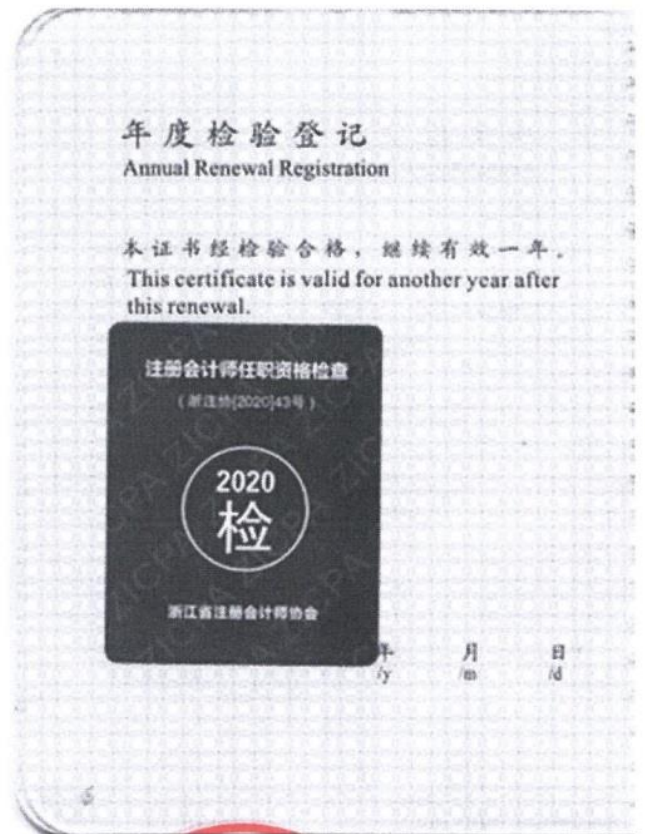 年度检验登记
Annual Renewal Registration
本证书经检验合格，继续有效一年。
This certificate is valid for another year after
this renewal.
注册会计师任职资格检查
（浙注协[2020]43号）
2020
检
浙江省注册会计师协会
年 月 日
/y /m /d
6